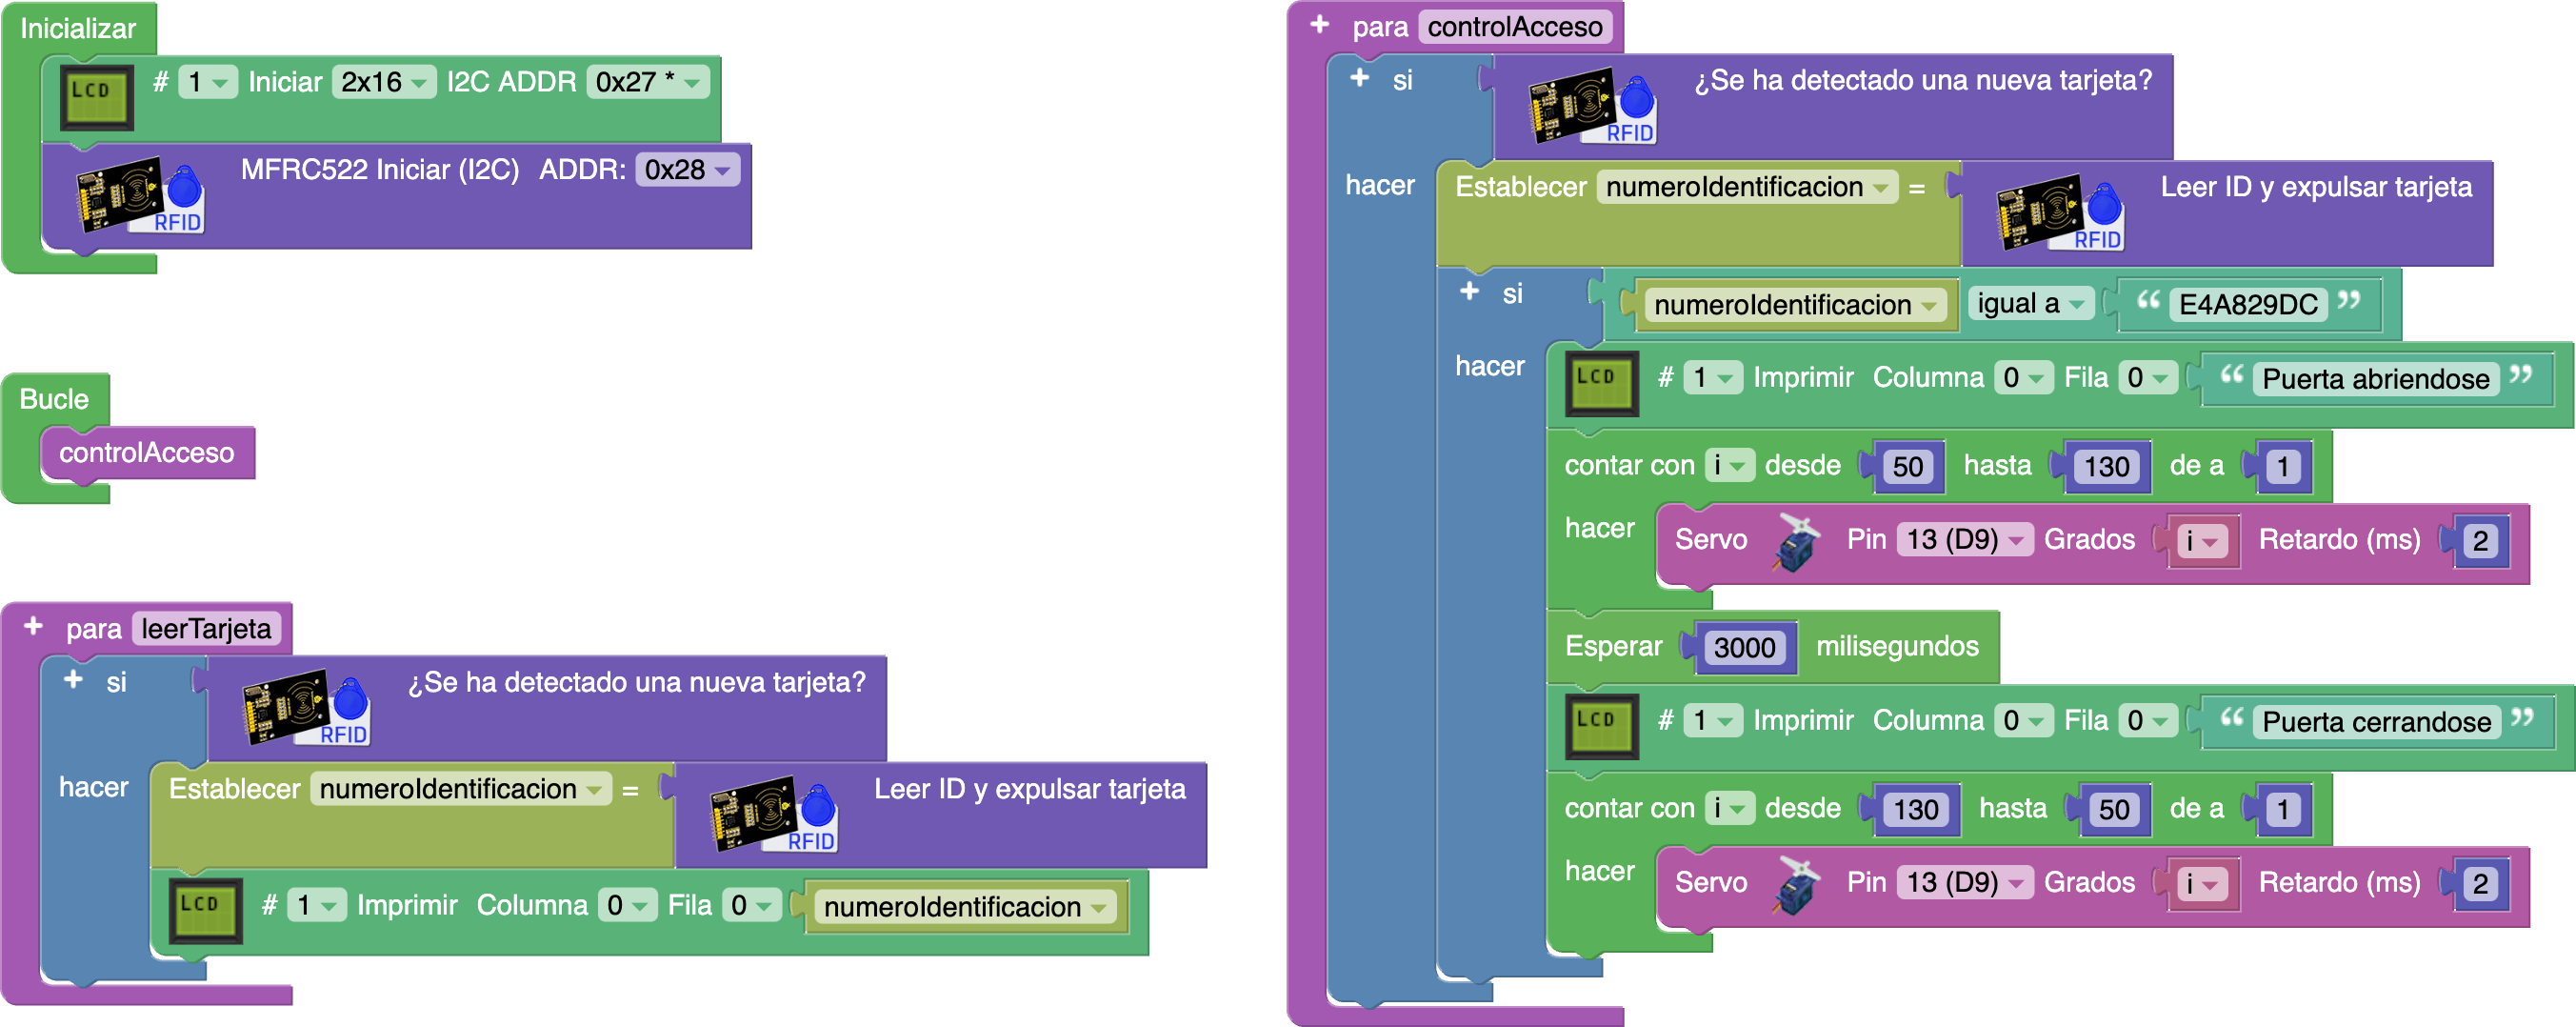 Inicializar
LCD # 1 Iniciar 2x16 I2C ADDR 0x27 *
RFID MFRC522 Iniciar (I2C) ADDR: 0x28
Bucle
controlAcceso
+ para leerTarjeta
+ si RFID ¿Se ha detectado una nueva tarjeta?
hacer Establecer numeroIdentificacion = RFID Leer ID y expulsar tarjeta
LCD # 1 Imprimir Columna 0 Fila 0 numeroIdentificacion
+ para controlAcceso
+ si RFID ¿Se ha detectado una nueva tarjeta?
hacer Establecer numeroIdentificacion = RFID Leer ID y expulsar tarjeta
+ si numeroIdentificacion igual a “ E4A829DC ”
hacer LCD # 1 Imprimir Columna 0 Fila 0 “ Puerta abriendose ”
contar con i desde 50 hasta 130 de a 1
hacer Servo Pin 13 (D9) Grados i Retardo (ms) 2
Esperar 3000 milisegundos
LCD # 1 Imprimir Columna 0 Fila 0 “ Puerta cerrandose ”
contar con i desde 130 hasta 50 de a 1
hacer Servo Pin 13 (D9) Grados i Retardo (ms) 2